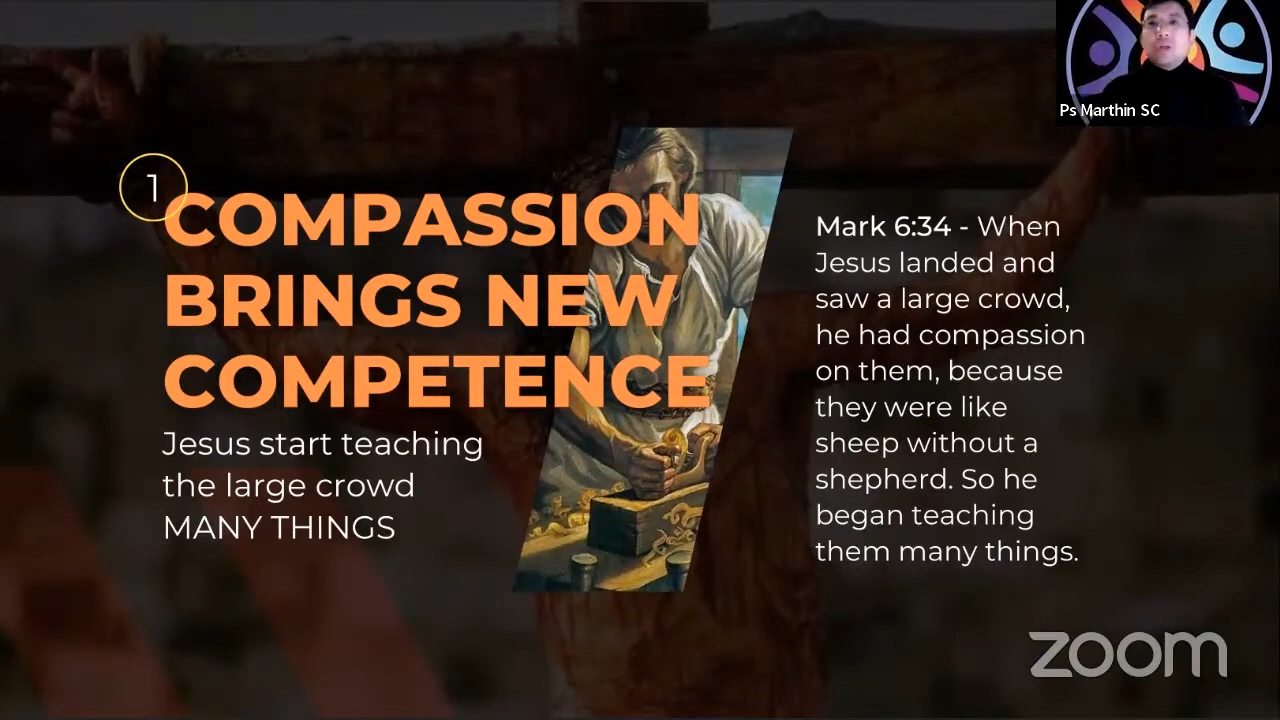 Ps Marthin SC
1
COMPASSION
BRINGS NEW
COMPETENCE
Jesus start teaching
the large crowd
MANY THINGS
Mark 6:34 - When
Jesus landed and
saw a large crowd,
he had compassion
on them, because
they were like
sheep without a
shepherd. So he
began teaching
them many things.
zoom